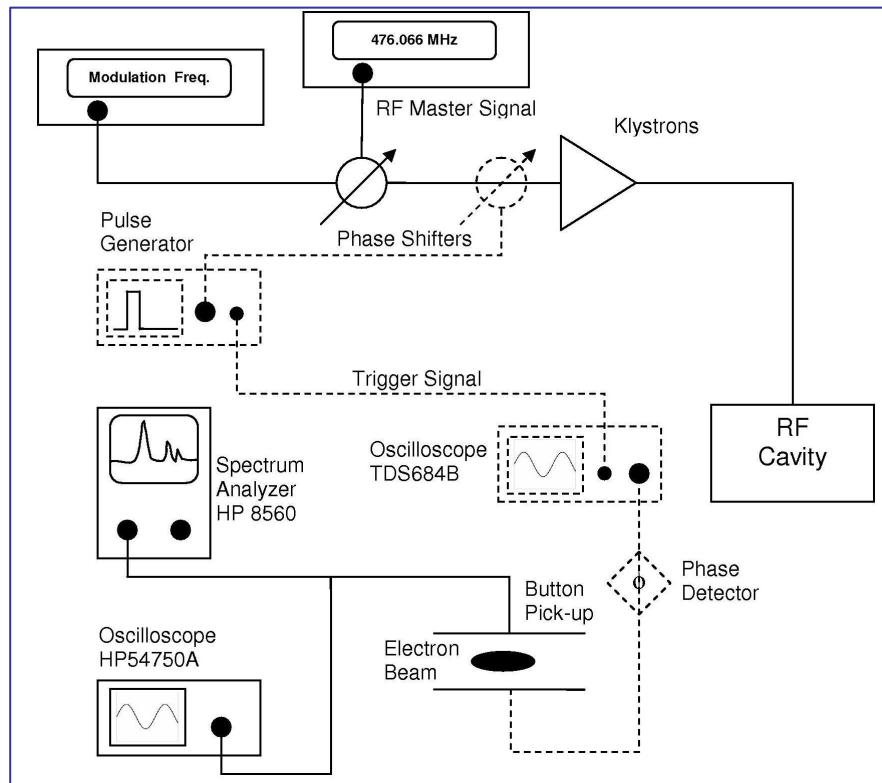 476.066 MHz
Modulation Freq.
RF Master Signal
Klystrons
Pulse
Generator
Phase Shifters
Trigger Signal
RF
Cavity
Oscilloscope
TDS684B
Spectrum
Analyzer
HP 8560
Phase
Detector
Button
Pick-up
Oscilloscope
HP54750A
Electron
Beam